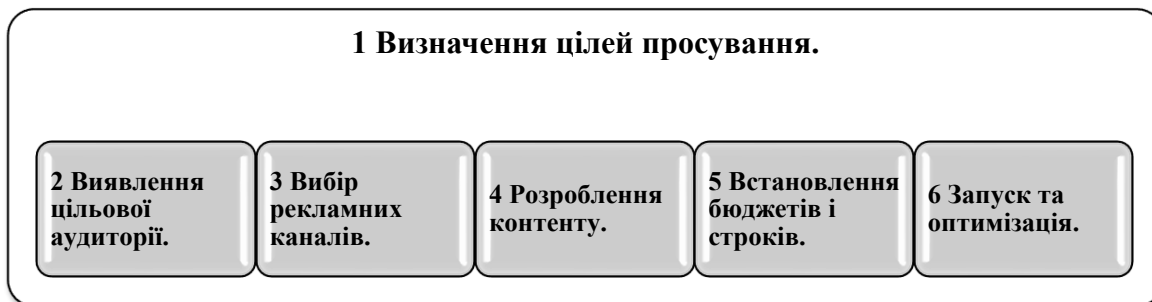 1 Визначення цілей просування.
2 Виявлення
цільової
аудиторії.
3 Вибір
рекламних
каналів.
4 Розроблення
контенту.
5 Встановлення
бюджетів і
строків.
6 Запуск та
оптимізація.